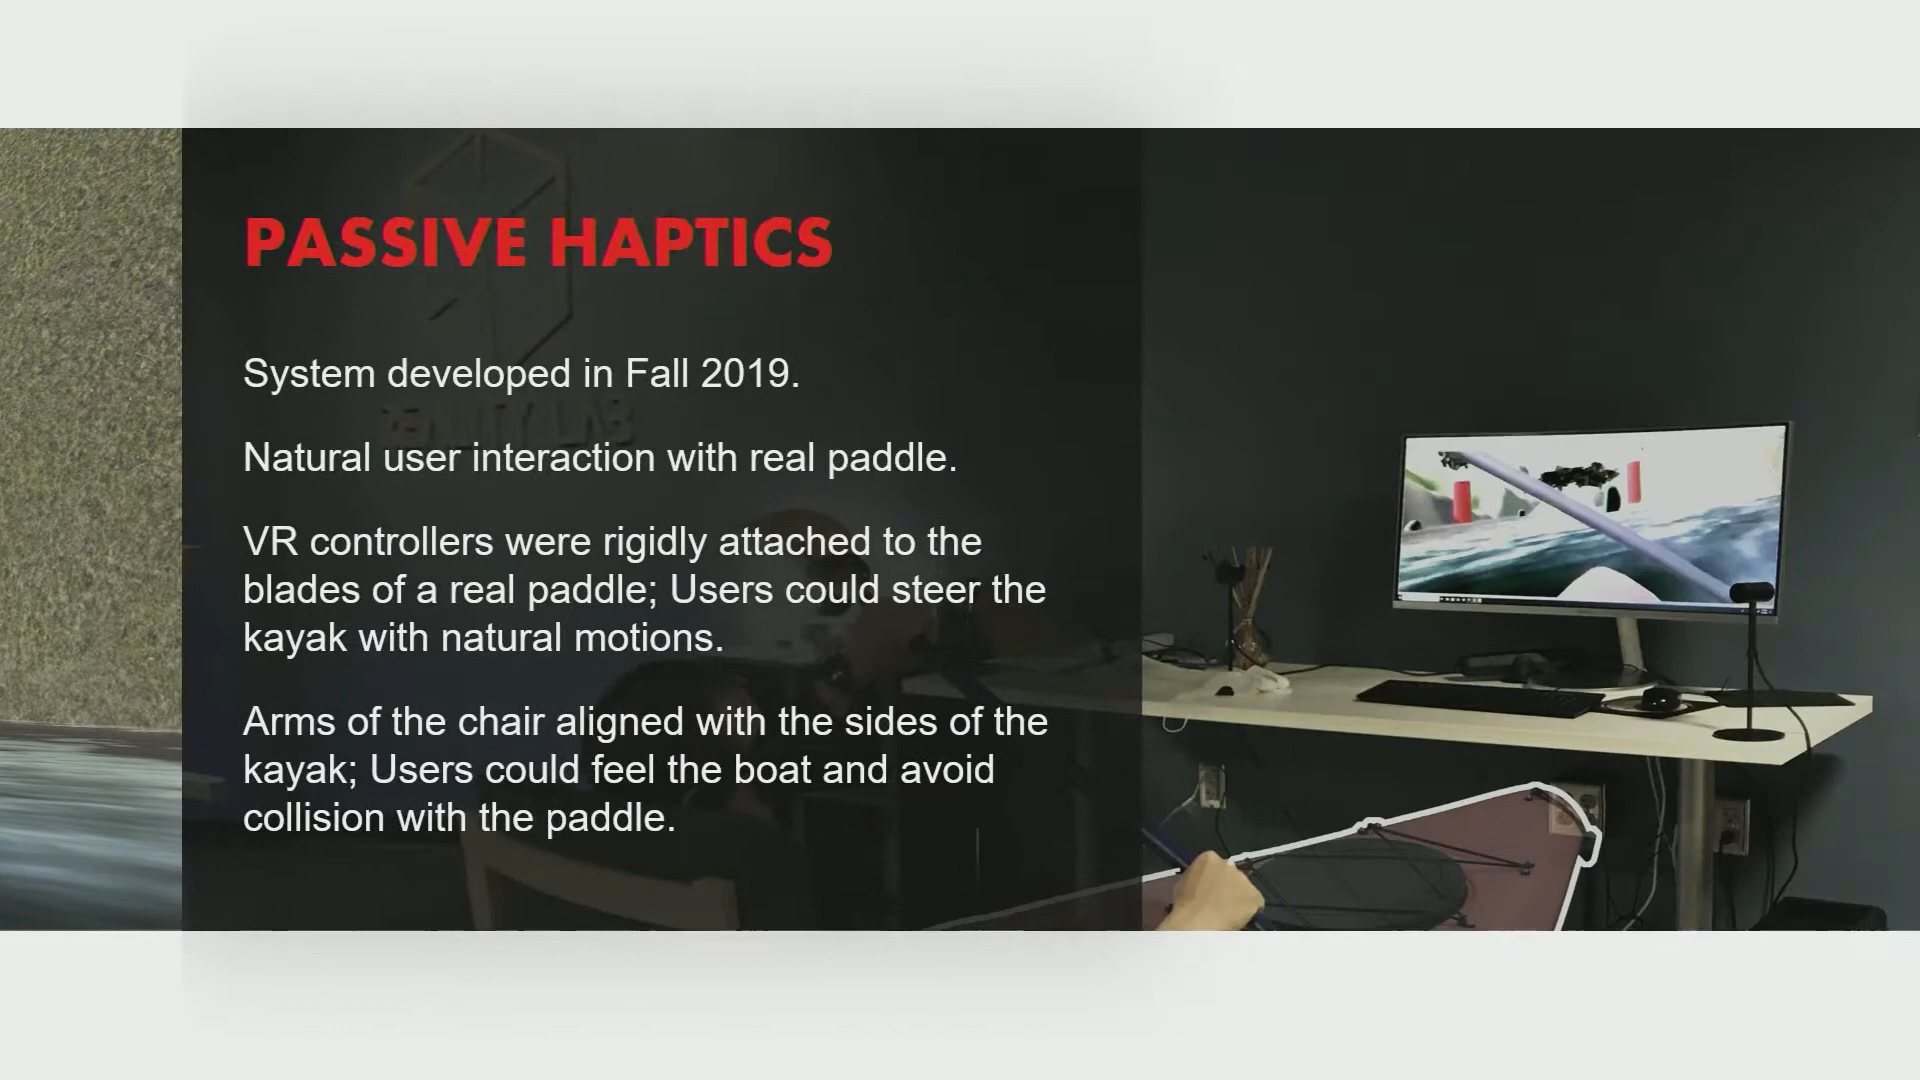 PASSIVE HAPTICS
System developed in Fall 2019.
REALITY LAB
Natural user interaction with real paddle.
VR controllers were rigidly attached to the
blades of a real paddle; Users could steer the
kayak with natural motions.
Arms of the chair aligned with the sides of the
kayak; Users could feel the boat and avoid
collision with the paddle.